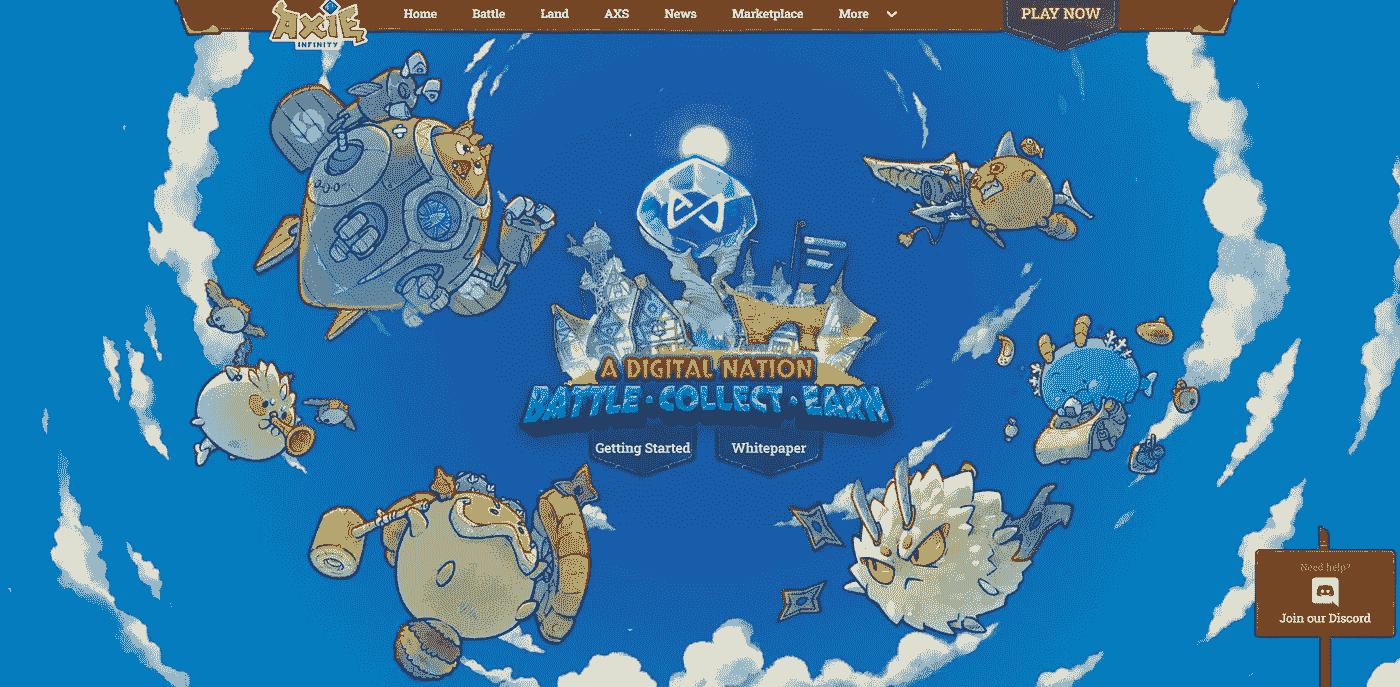 AXIE
INFINITY
Home Battle Land AXS News Marketplace More PLAY NOW
A DIGITAL NATION
BATTLE · COLLECT · EARN
Getting Started Whitepaper
Need help?
Join our Discord